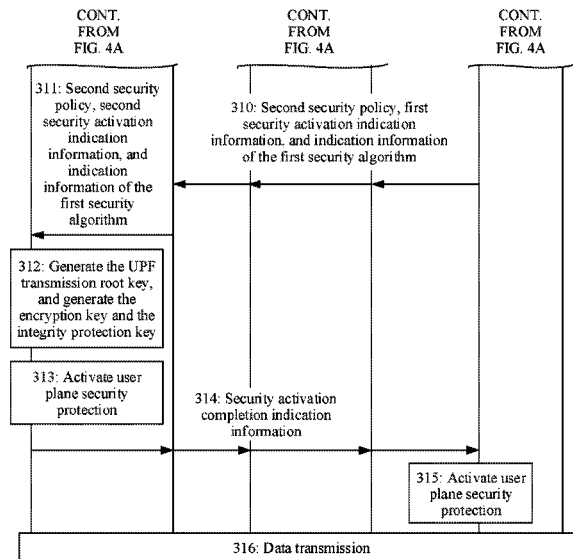 CONT.
FROM
FIG. 4A
CONT.
FROM
FIG. 4A
CONT.
FROM
FIG. 4A
311: Second security
policy, second
security activation
indication
information, and
indication
information of the
first security
algorithm
310: Second security policy, first
security activation indication
information, and indication information
of the first security algorithm
312: Generate the UPF
transmission root key,
and generate the
encryption key and the
integrity protection key
313: Activate user
plane security
protection
314: Security activation
completion indication
information
315: Activate user
plane security
protection
316: Data transmission